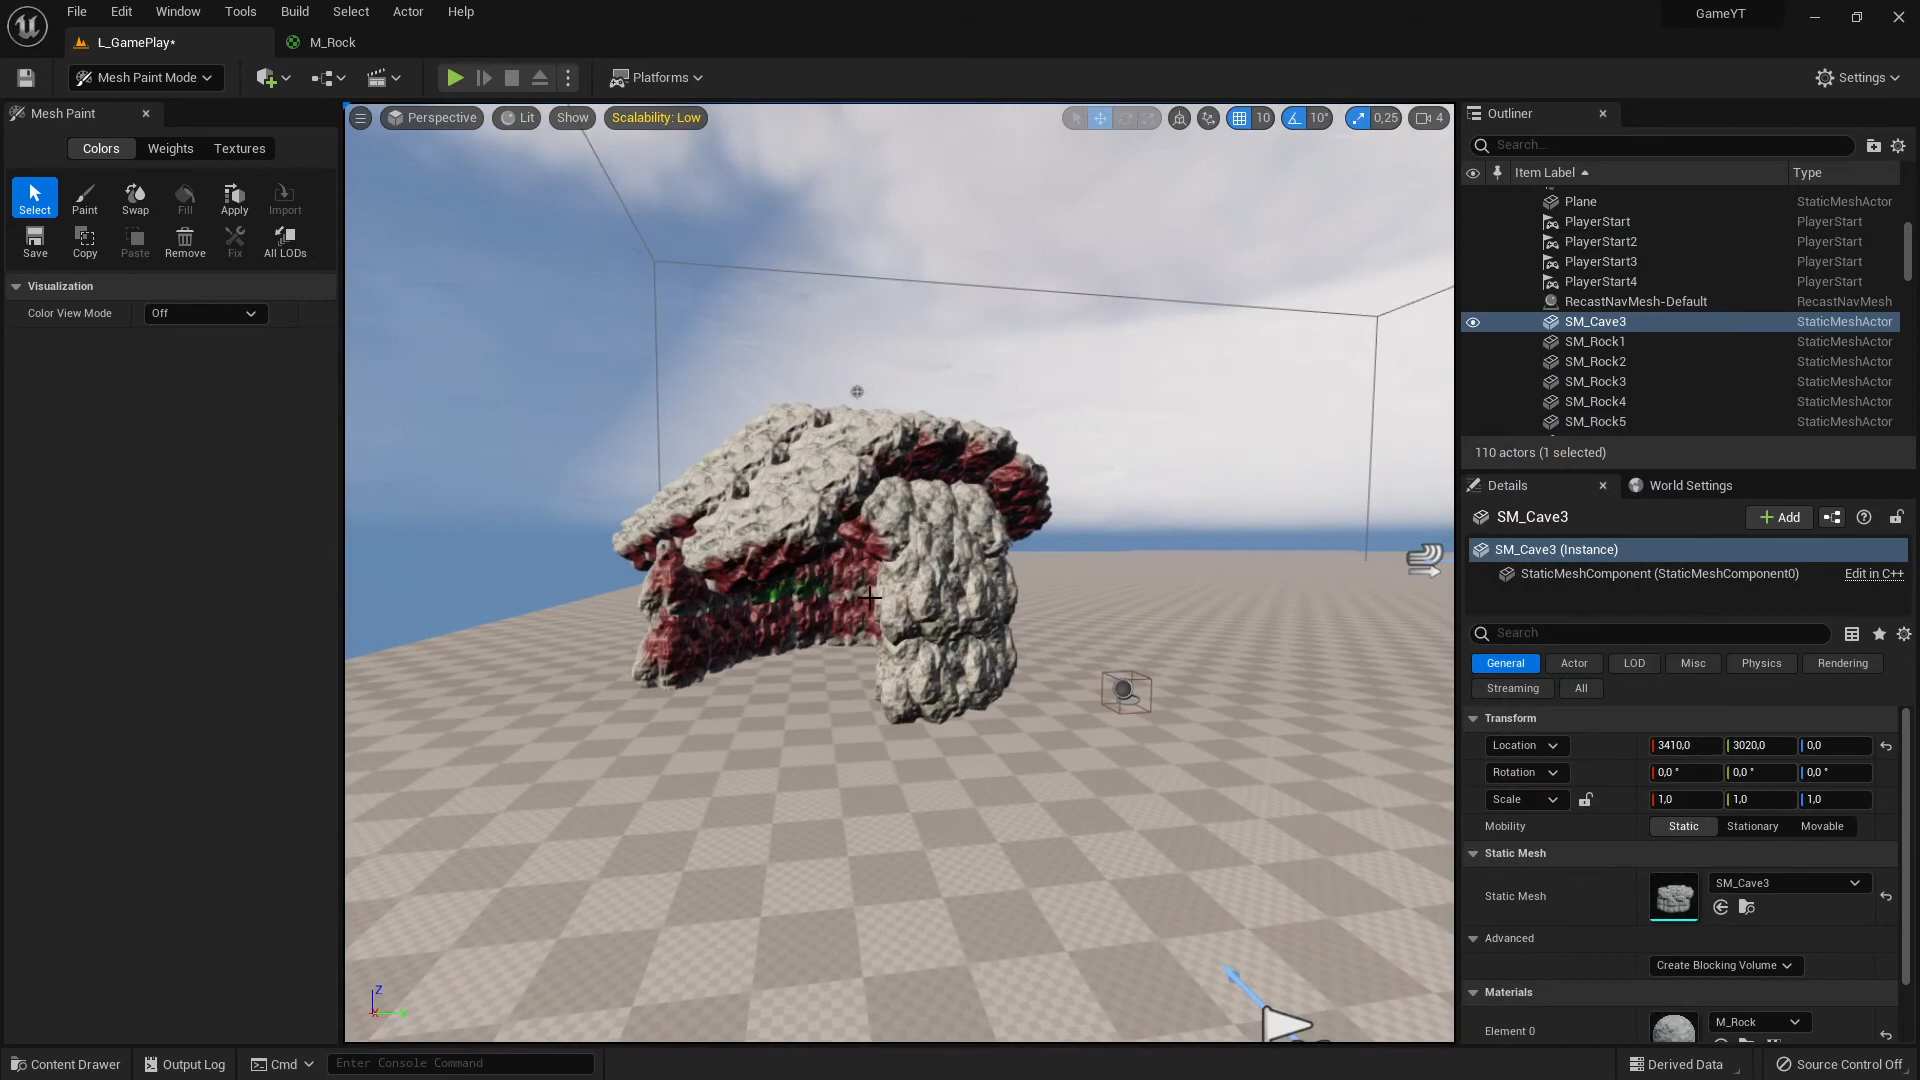 File Edit Window Tools Build Select Actor Help
GameYT
L_GamePlay*
M_Rock
Mesh Paint Mode
Platforms
Settings
Mesh Paint
Colors Weights Textures
Select Paint Swap Fill Apply Import
Save Copy Paste Remove Fix All LODs
Visualization
Color View Mode Off
Perspective Lit Show Scalability: Low
10 10° 0,25 4
Z
Outliner
Search...
Item Label Type
Plane StaticMeshActor
PlayerStart PlayerStart
PlayerStart2 PlayerStart
PlayerStart3 PlayerStart
PlayerStart4 PlayerStart
RecastNavMesh-Default RecastNavMesh
SM_Cave3 StaticMeshActor
SM_Rock1 StaticMeshActor
SM_Rock2 StaticMeshActor
SM_Rock3 StaticMeshActor
SM_Rock4 StaticMeshActor
SM_Rock5 StaticMeshActor
110 actors (1 selected)
Details World Settings
SM_Cave3 Add
SM_Cave3 (Instance)
StaticMeshComponent (StaticMeshComponent0) Edit in C++
Search
General Actor LOD Misc Physics Rendering
Streaming All
Transform
Location 3410,0 3020,0 0,0
Rotation 0,0 ° 0,0 ° 0,0 °
Scale 1,0 1,0 1,0
Mobility Static Stationary Movable
Static Mesh
Static Mesh SM_Cave3
Advanced
Create Blocking Volume
Materials
Element 0 M_Rock
Content Drawer Output Log Cmd Enter Console Command
Derived Data Source Control Off